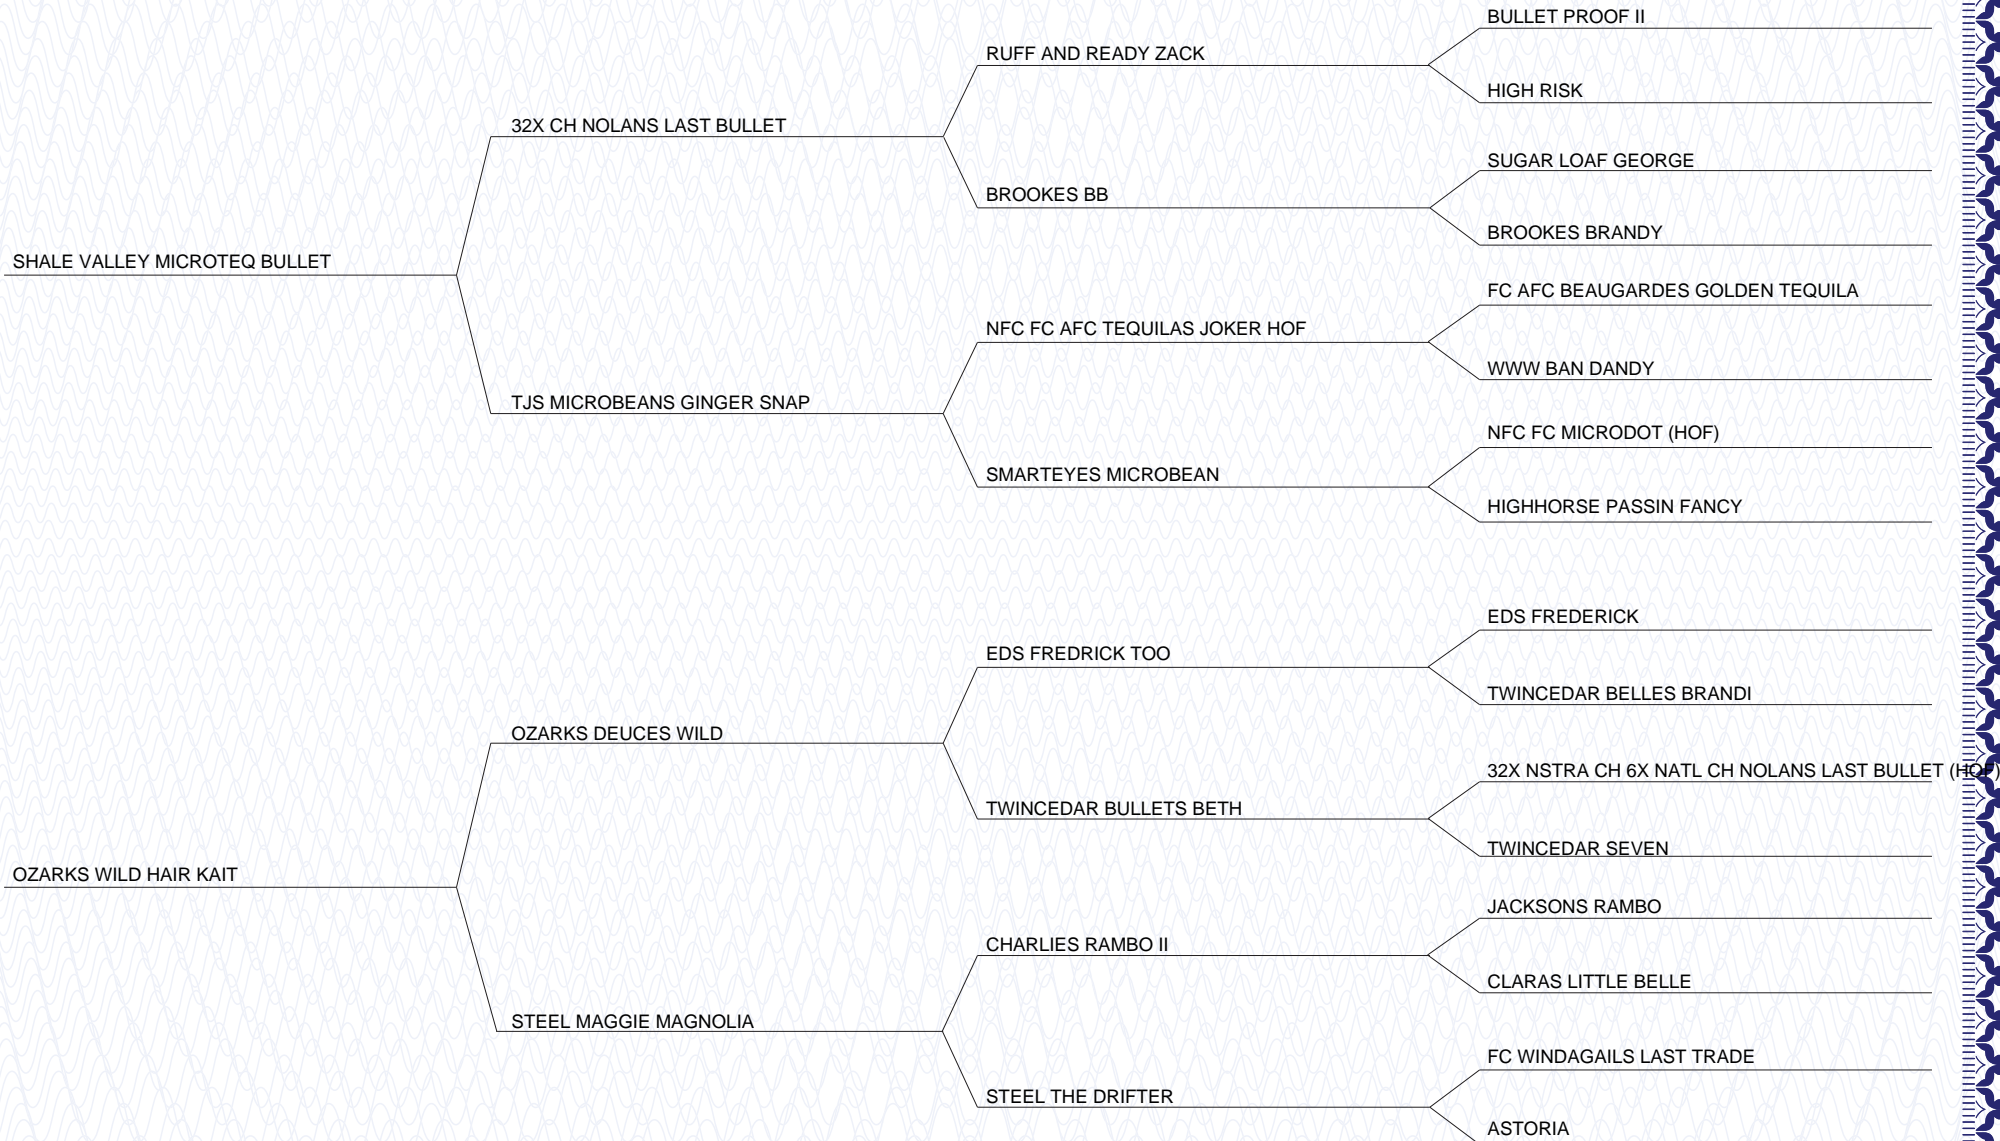 BULLET PROOF II
RUFF AND READY ZACK
HIGH RISK
32X CH NOLANS LAST BULLET
SUGAR LOAF GEORGE
BROOKES BB
BROOKES BRANDY
SHALE VALLEY MICROTEQ BULLET
FC AFC BEAUGARDES GOLDEN TEQUILA
NFC FC AFC TEQUILAS JOKER HOF
WWW BAN DANDY
TJS MICROBEANS GINGER SNAP
NFC FC MICRODOT (HOF)
SMARTEYES MICROBEAN
HIGHHORSE PASSIN FANCY
EDS FREDERICK
EDS FREDRICK TOO
TWINCEDAR BELLES BRANDI
OZARKS DEUCES WILD
32X NSTRA CH 6X NATL CH NOLANS LAST BULLET (HOF)
TWINCEDAR BULLETS BETH
TWINCEDAR SEVEN
OZARKS WILD HAIR KAIT
JACKSONS RAMBO
CHARLIES RAMBO II
CLARAS LITTLE BELLE
STEEL MAGGIE MAGNOLIA
FC WINDAGAILS LAST TRADE
STEEL THE DRIFTER
ASTORIA